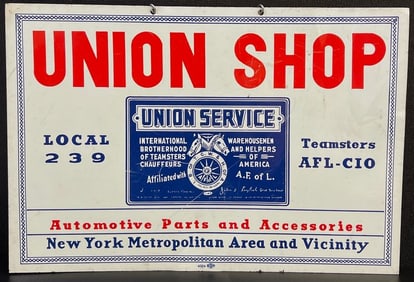 UNION SHOP
UNION SERVICE
LOCAL
239
INTERNATIONAL
BROTHERHOOD
OF TEAMSTERS
CHAUFFEURS
Affiliated with
WAREHOUSEMEN
AND HELPERS
OF
AMERICA
A.F. of L.
Teamsters
AFL-CIO
Automotive Parts and Accessories
New York Metropolitan Area and Vicinity